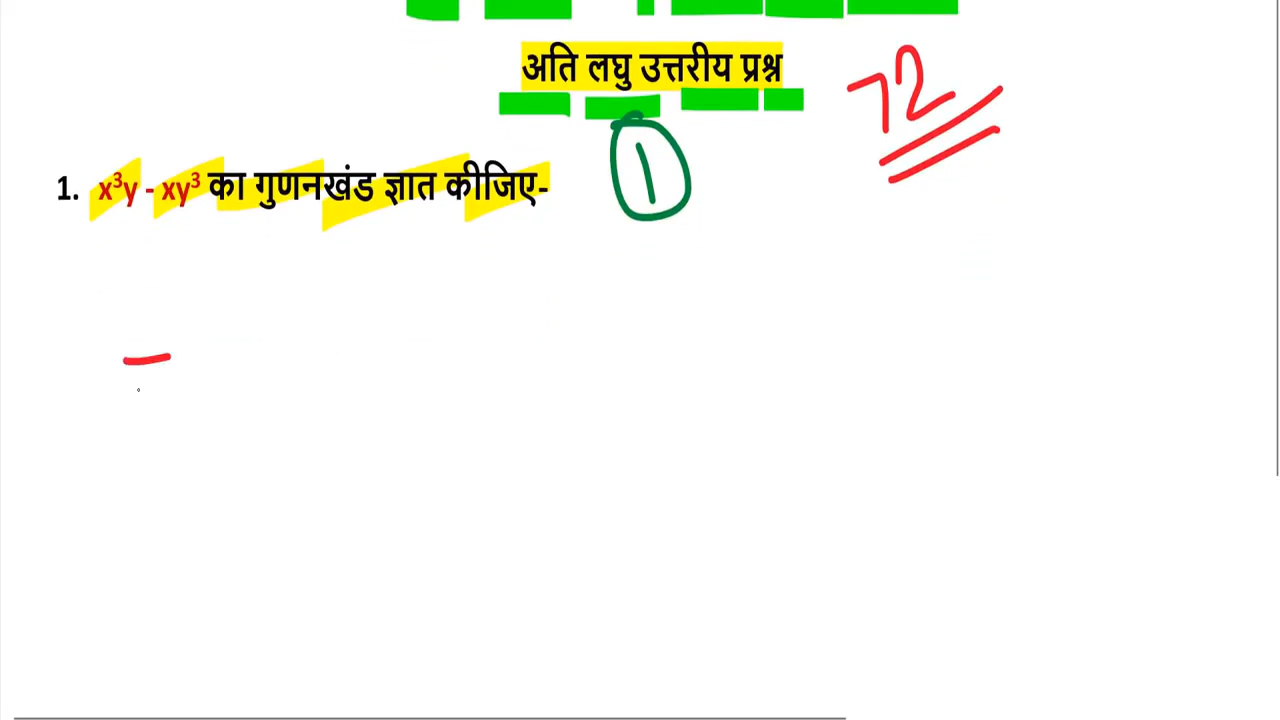 अति लघु उत्तरीय प्रश्न
72
1
1. x³y - xy³ का गुणनखंड ज्ञात कीजिए-